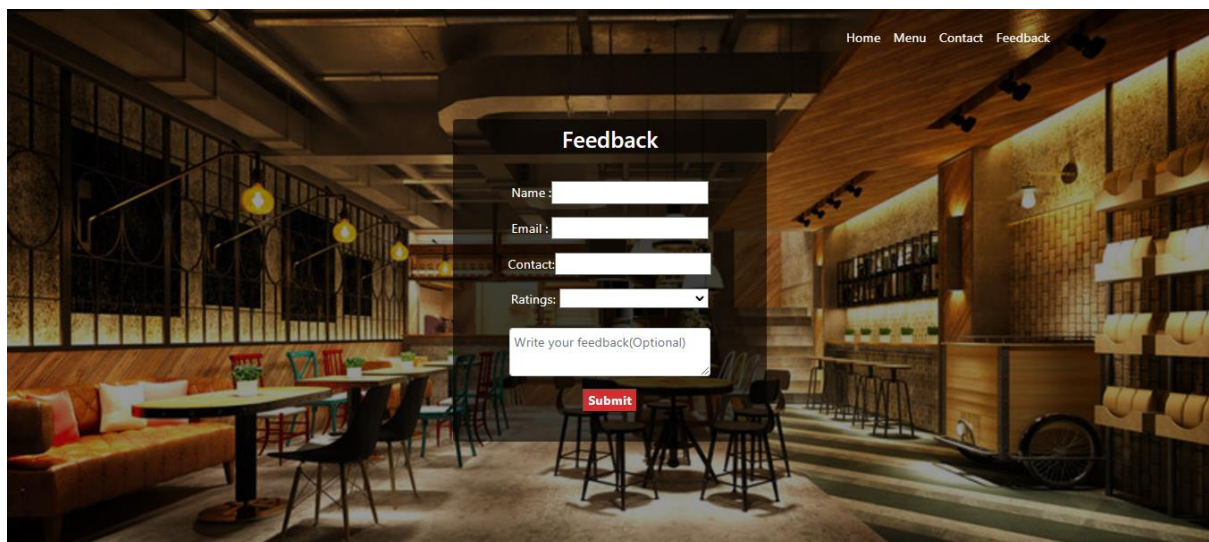 Home Menu Contact Feedback
Feedback
Name :
Email :
Contact:
Ratings:
Write your feedback(Optional)
Submit